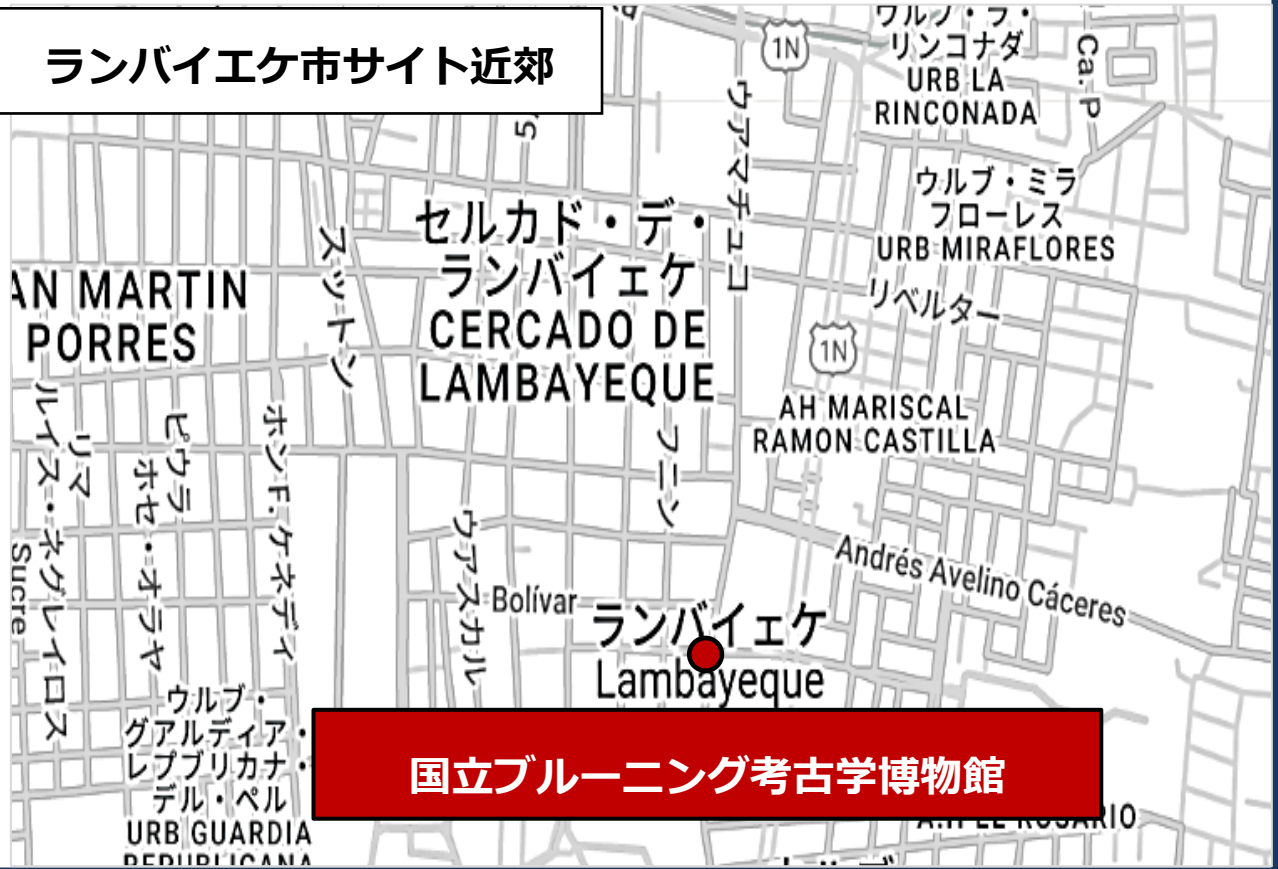 ランバイエケ市サイト近郊
1N
ウルブ・ラ・
リンコナダ
URB LA
RINCONADA
Ca. P
ウアマチュコ
ウルブ・ミラ
フローレス
URB MIRAFLORES
セルカド・デ・
ランバイェケ
CERCADO DE
LAMBAYEQUE
スットン
AN MARTIN
PORRES
リベルター
1N
AH MARISCAL
RAMON CASTILLA
ルイス・ネグレイロス
リマ
ピウラ
ホセ・オラヤ
ホン F. ケネディ
フニン
ウアスカル
Sucre
Andrés Avelino Cáceres
Bolívar
ランバイェケ
Lambayeque
ウルブ・
グアルディア・
レプブリカナ・
デル・ペル
URB GUARDIA
REPUBLICANA
国立ブルーニング考古学博物館
A.H EL ROSARIO